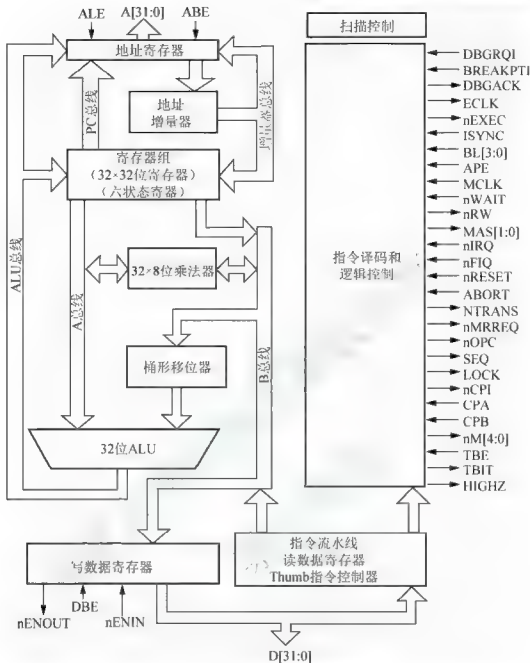 ALE
A[31:0]
ABE
地址寄存器
PC总线
地址
增量器
增量器总线
寄存器组
(32×32位寄存器)
(六状态寄器)
ALU总线
A总线
32×8位乘法器
B总线
桶形移位器
32位ALU
写数据寄存器
nENOUT
DBE
nENIN
指令流水线
读数据寄存器
Thumb指令控制器
D[31:0]
扫描控制
指令译码和
逻辑控制
DBGRQI
BREAKPTI
DBGACK
ECLK
nEXEC
ISYNC
BL[3:0]
APE
MCLK
nWAIT
nRW
MAS[1:0]
nIRQ
nFIQ
nRESET
ABORT
NTRANS
nMRREQ
nOPC
SEQ
LOCK
nCPI
CPA
CPB
nM[4:0]
TBE
TBIT
HIGHZ